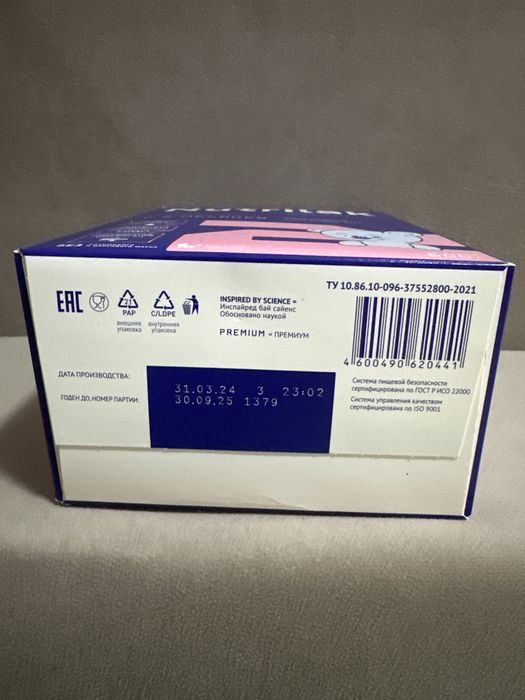 Nutritek
ТУ 10.86.10-096-37552800-2021
EAC
21
PAP
C/LDPE
внешняя упаковка
внутренняя упаковка
INSPIRED BY SCIENCE =
Инспайред бай сайенс
Обосновано наукой
PREMIUM = ПРЕМИУМ
4 600490 620441
ДАТА ПРОИЗВОДСТВА:
31.03.24 3 23:02
ГОДЕН ДО, НОМЕР ПАРТИИ:
30.09.25 1379
Система пищевой безопасности
сертифицирована по ГОСТ Р ИСО 22000
Система управления качеством
сертифицирована по ISO 9001